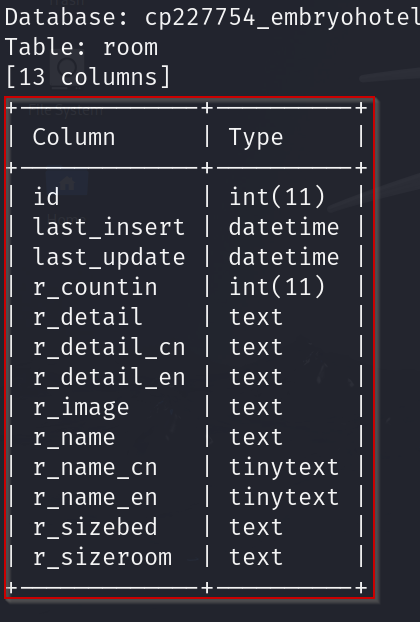 Database: cp227754_embryohotel
Table: room
[13 columns]
+-------------+----------+
| Column | Type |
+-------------+----------+
| id | int(11) |
| last_insert | datetime |
| last_update | datetime |
| r_countin | int(11) |
| r_detail | text |
| r_detail_cn | text |
| r_detail_en | text |
| r_image | text |
| r_name | text |
| r_name_cn | tinytext |
| r_name_en | tinytext |
| r_sizebed | text |
| r_sizeroom | text |
+-------------+----------+